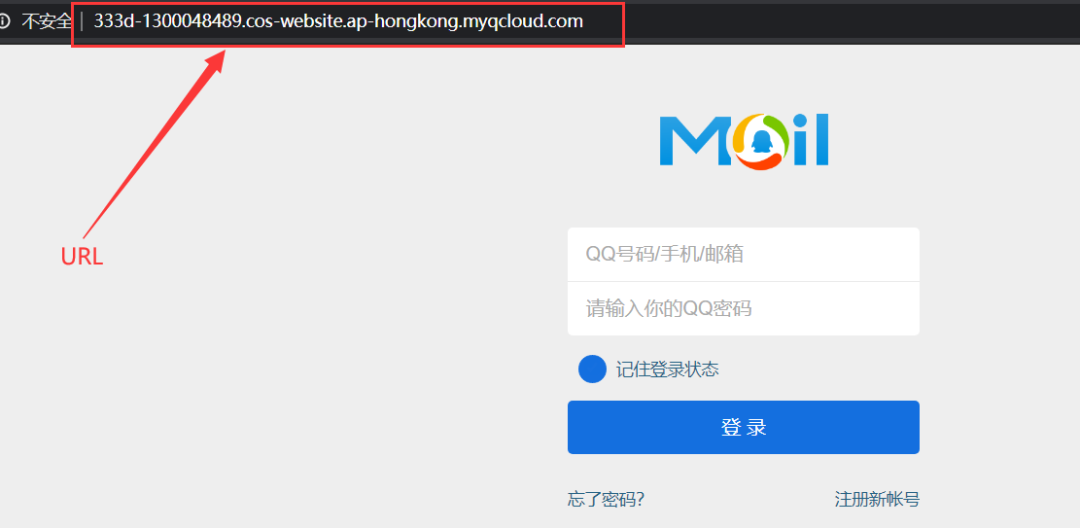 不安全 | 333d-1300048489.cos-website.ap-hongkong.myqcloud.com
Mail
URL
QQ号码/手机/邮箱
请输入你的QQ密码
记住登录状态
登 录
忘了密码?
注册新帐号